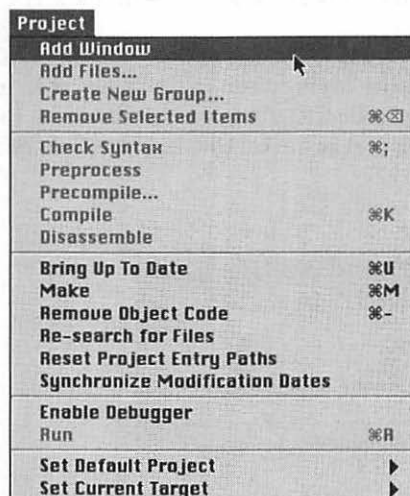 Project
Add Window
Add Files...
Create New Group...
Remove Selected Items ⌘⌫
Check Syntax ⌘;
Preprocess
Precompile...
Compile ⌘K
Disassemble
Bring Up To Date ⌘U
Make ⌘M
Remove Object Code ⌘-
Re-search for Files
Reset Project Entry Paths
Synchronize Modification Dates
Enable Debugger
Run ⌘R
Set Default Project ▶
Set Current Target ▶